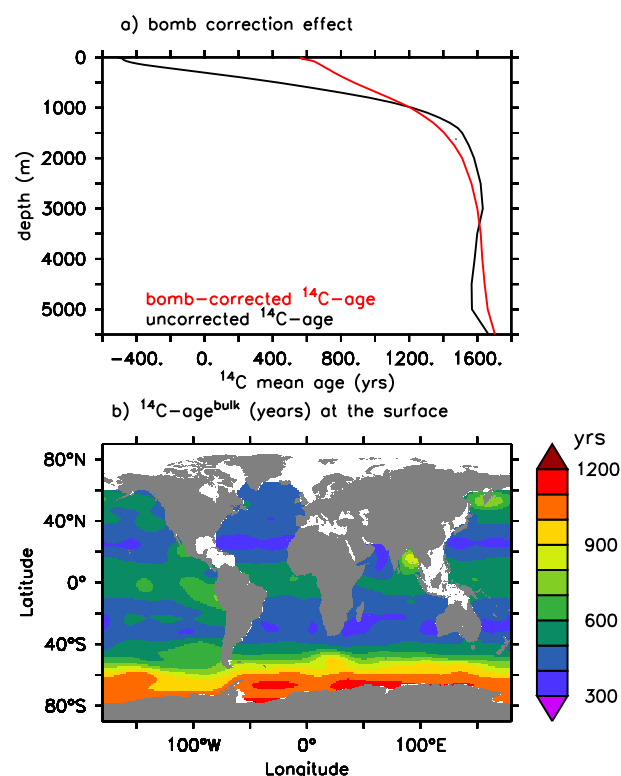 a) bomb correction effect
0
1000
2000
3000
4000
5000
depth (m)
bomb-corrected ¹⁴C-age
uncorrected ¹⁴C-age
-400. 0. 400. 800. 1200. 1600.
¹⁴C mean age (yrs)
b) ¹⁴C-ageᵇᵘˡᵏ (years) at the surface
yrs
1200
900
600
300
80°N
40°N
0°
40°S
80°S
Latitude
100°W 0° 100°E
Longitude